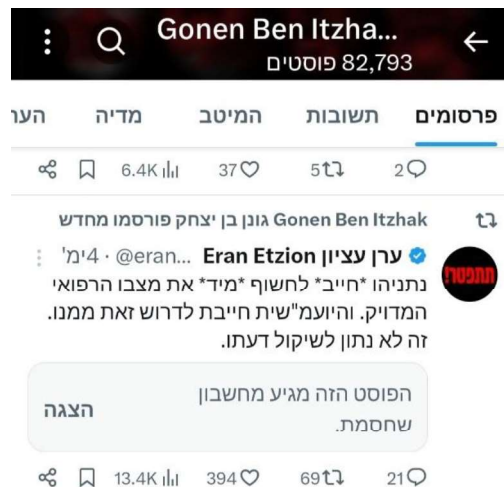 Gonen Ben Itzha...
82,793 פוסטים
פרסומים תשובות המיטב מדיה הער
2 5 37 6.4K
גונן בן יצחק Gonen Ben Itzhak פורסמו מחדש
ערן עציון Eran Etzion @eran... · 4ימ'
נתניהו *חייב* לחשוף *מיד* את מצבו הרפואי
המדויק. והיועמ"שית חייבת לדרוש זאת ממנו.
זה לא נתון לשיקול דעתו.
תתפטר!
הפוסט הזה מגיע מחשבון
שחסמת.
הצגה
21 69 394 13.4K